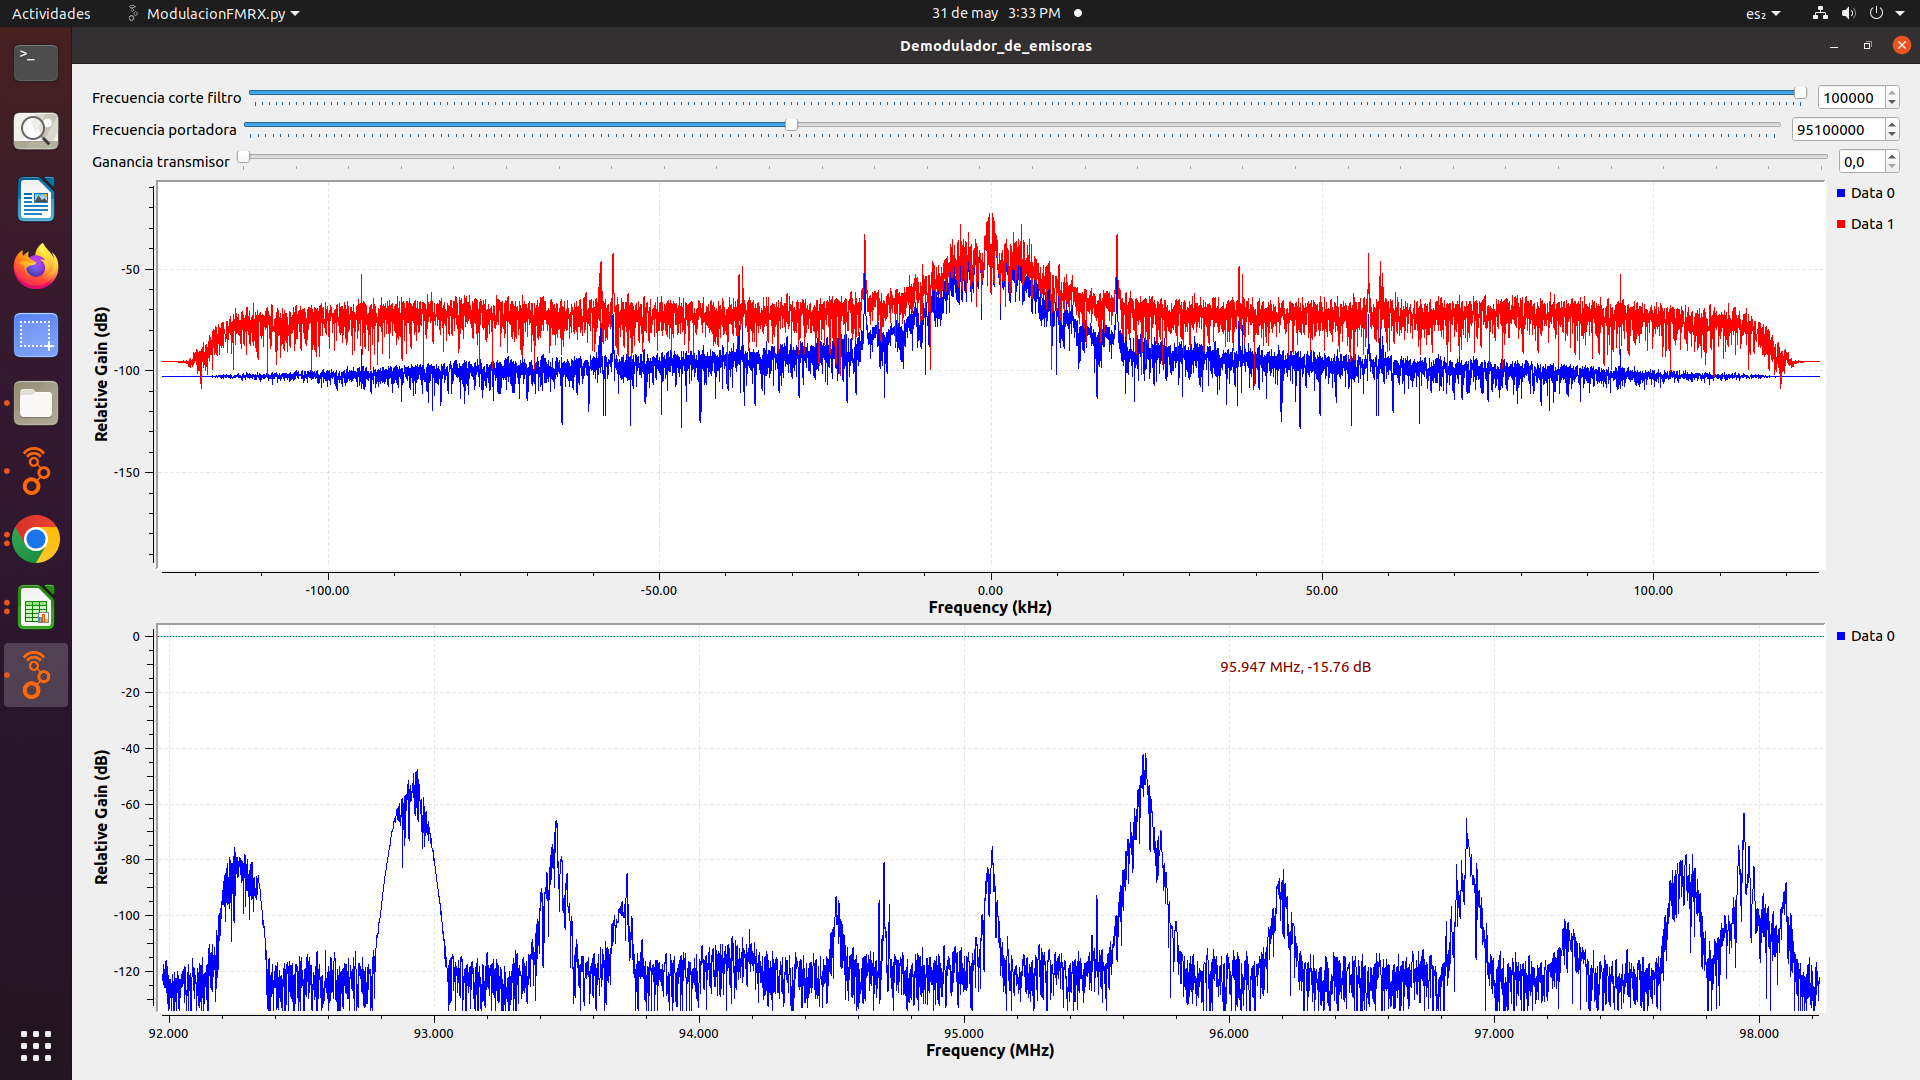 Actividades
ModulacionFMRX.py
31 de may 3:33 PM
es₂
Demodulador_de_emisoras
Frecuencia corte filtro
100000
Frecuencia portadora
95100000
Ganancia transmisor
0,0
Data 0
Data 1
Relative Gain (dB)
-50
-100
-150
-100.00
-50.00
0.00
50.00
100.00
Frequency (kHz)
Data 0
95.947 MHz, -15.76 dB
Relative Gain (dB)
0
-20
-40
-60
-80
-100
-120
92.000
93.000
94.000
95.000
96.000
97.000
98.000
Frequency (MHz)